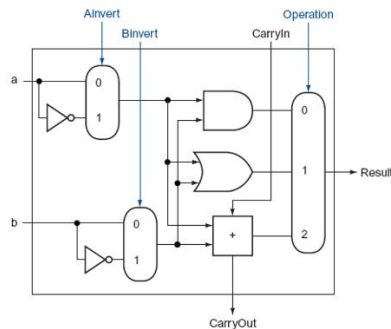 Ainvert
Binvert
CarryIn
Operation
a
0
1
0
1
Result
b
0
1
+
2
CarryOut